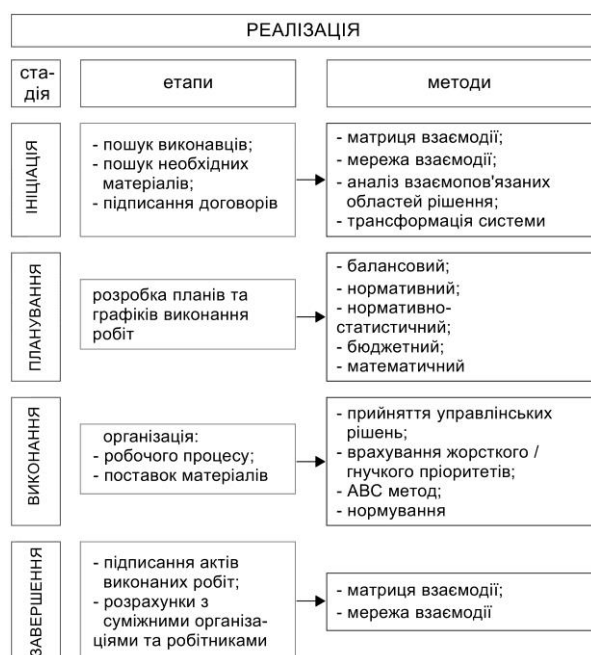 РЕАЛІЗАЦІЯ
ста-
дія
етапи
методи
ІНІЦІАЦІЯ
- пошук виконавців;
- пошук необхідних
матеріалів;
- підписання договорів
- матриця взаємодії;
- мережа взаємодії;
- аналіз взаємопов'язаних
областей рішення;
- трансформація системи
ПЛАНУВАННЯ
розробка планів та
графіків виконання
робіт
- балансовий;
- нормативний;
- нормативно-
статистичний;
- бюджетний;
- математичний
ВИКОНАННЯ
організація:
- робочого процесу;
- поставок матеріалів
- прийняття управлінських
рішень;
- врахування жорсткого /
гнучкого пріоритетів;
- АВС метод;
- нормування
ЗАВЕРШЕННЯ
- підписання актів
виконаних робіт;
- розрахунки з
суміжними організа-
ціями та робітниками
- матриця взаємодії;
- мережа взаємодії